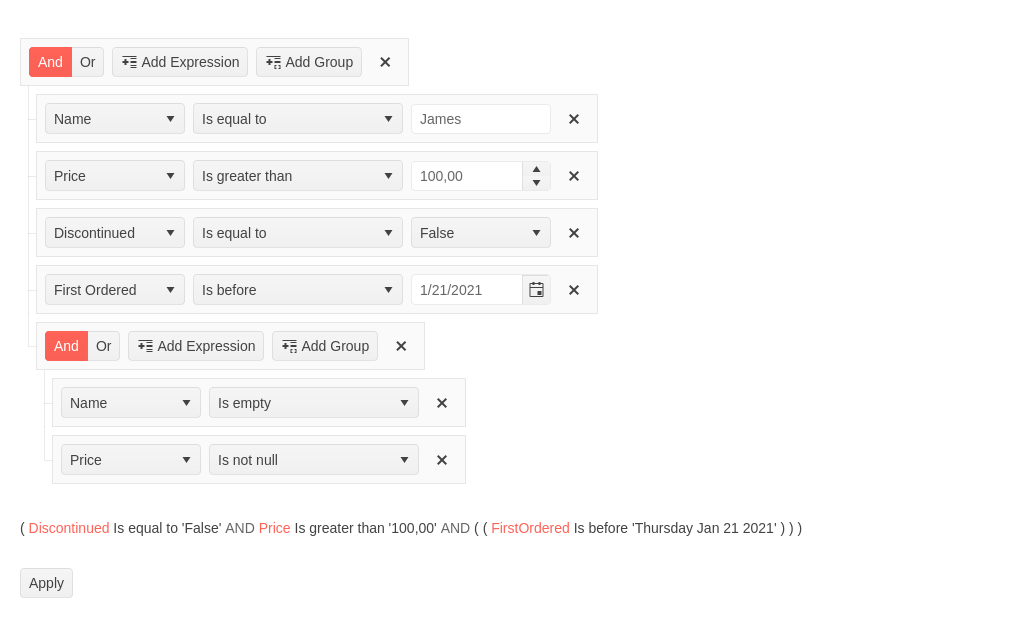 And Or Add Expression Add Group
Name Is equal to James
Price Is greater than 100,00
Discontinued Is equal to False
First Ordered Is before 1/21/2021
And Or Add Expression Add Group
Name Is empty
Price Is not null
( Discontinued Is equal to 'False' AND Price Is greater than '100,00' AND ( ( FirstOrdered Is before 'Thursday Jan 21 2021' ) ) )
Apply